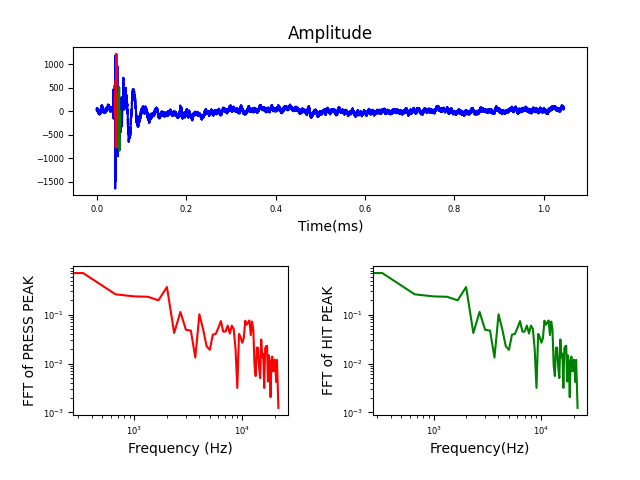 Amplitude
1000
500
0
−500
−1000
−1500
0.0 0.2 0.4 0.6 0.8 1.0
Time(ms)
FFT of PRESS PEAK
10⁻¹
10⁻²
10⁻³
10³ 10⁴
Frequency (Hz)
FFT of HIT PEAK
10⁻¹
10⁻²
10⁻³
10³ 10⁴
Frequency(Hz)